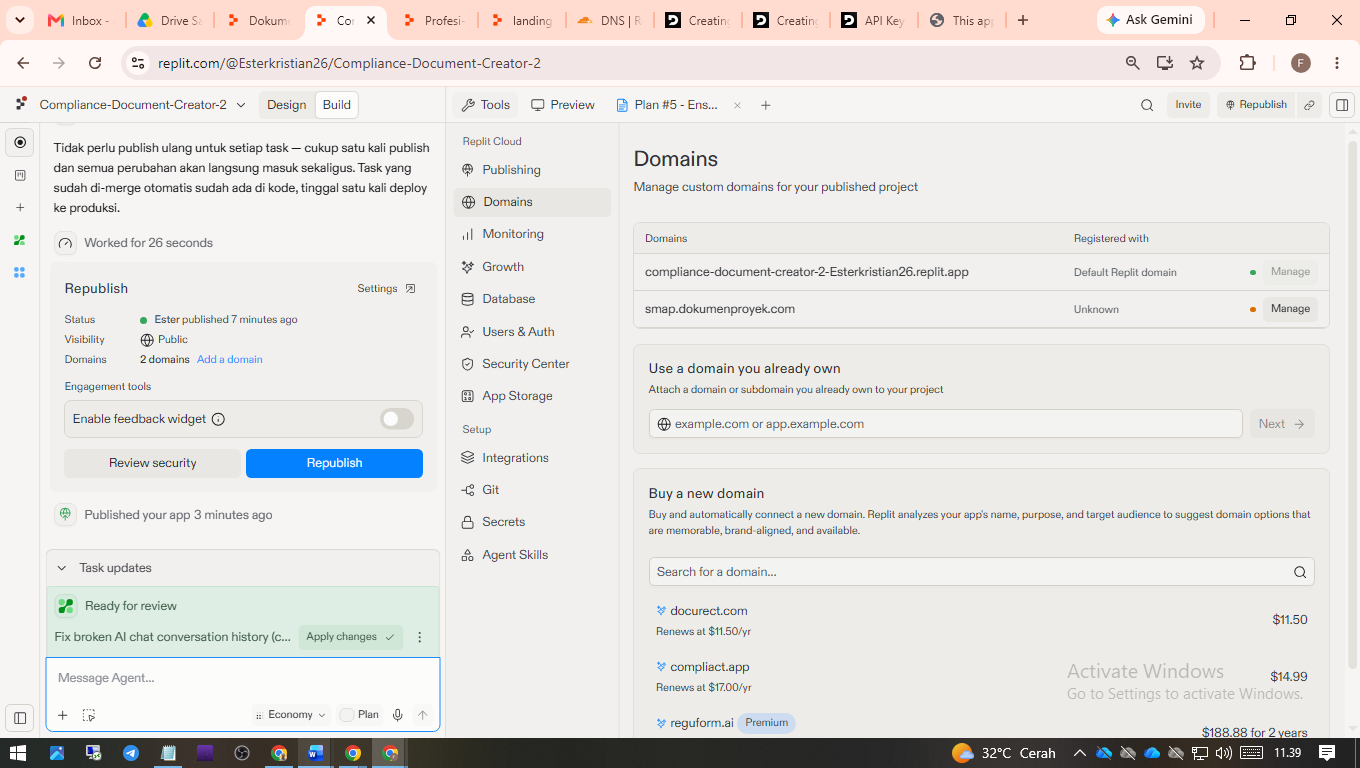 Inbox -
Drive Sa
Dokum
Co
Profesi-
landing
DNS | R
Creating
Creating
API Key
This app
Ask Gemini
replit.com/@Esterkristian26/Compliance-Document-Creator-2
F
Compliance-Document-Creator-2
Design
Build
Tools
Preview
Plan #5 - Ens...
Invite
Republish
Tidak perlu publish ulang untuk setiap task — cukup satu kali publish
dan semua perubahan akan langsung masuk sekaligus. Task yang
sudah di-merge otomatis sudah ada di kode, tinggal satu kali deploy
ke produksi.
Worked for 26 seconds
Republish
Settings
Status
Ester published 7 minutes ago
Visibility
Public
Domains
2 domains Add a domain
Engagement tools
Enable feedback widget
Review security
Republish
Published your app 3 minutes ago
Task updates
Ready for review
Fix broken AI chat conversation history (c...
Apply changes
Message Agent...
Economy
Plan
Replit Cloud
Publishing
Domains
Monitoring
Growth
Database
Users & Auth
Security Center
App Storage
Setup
Integrations
Git
Secrets
Agent Skills
Domains
Manage custom domains for your published project
Domains
Registered with
compliance-document-creator-2-Esterkristian26.replit.app
Default Replit domain
Manage
smap.dokumenproyek.com
Unknown
Manage
Use a domain you already own
Attach a domain or subdomain you already own to your project
example.com or app.example.com
Next
Buy a new domain
Buy and automatically connect a new domain. Replit analyzes your app's name, purpose, and target audience to suggest domain options that
are memorable, brand-aligned, and available.
Search for a domain...
docurect.com
Renews at $11.50/yr
$11.50
compliact.app
Renews at $17.00/yr
$14.99
reguform.ai
Premium
$188.88 for 2 years
Activate Windows
Go to Settings to activate Windows.
32°C Cerah
11.39